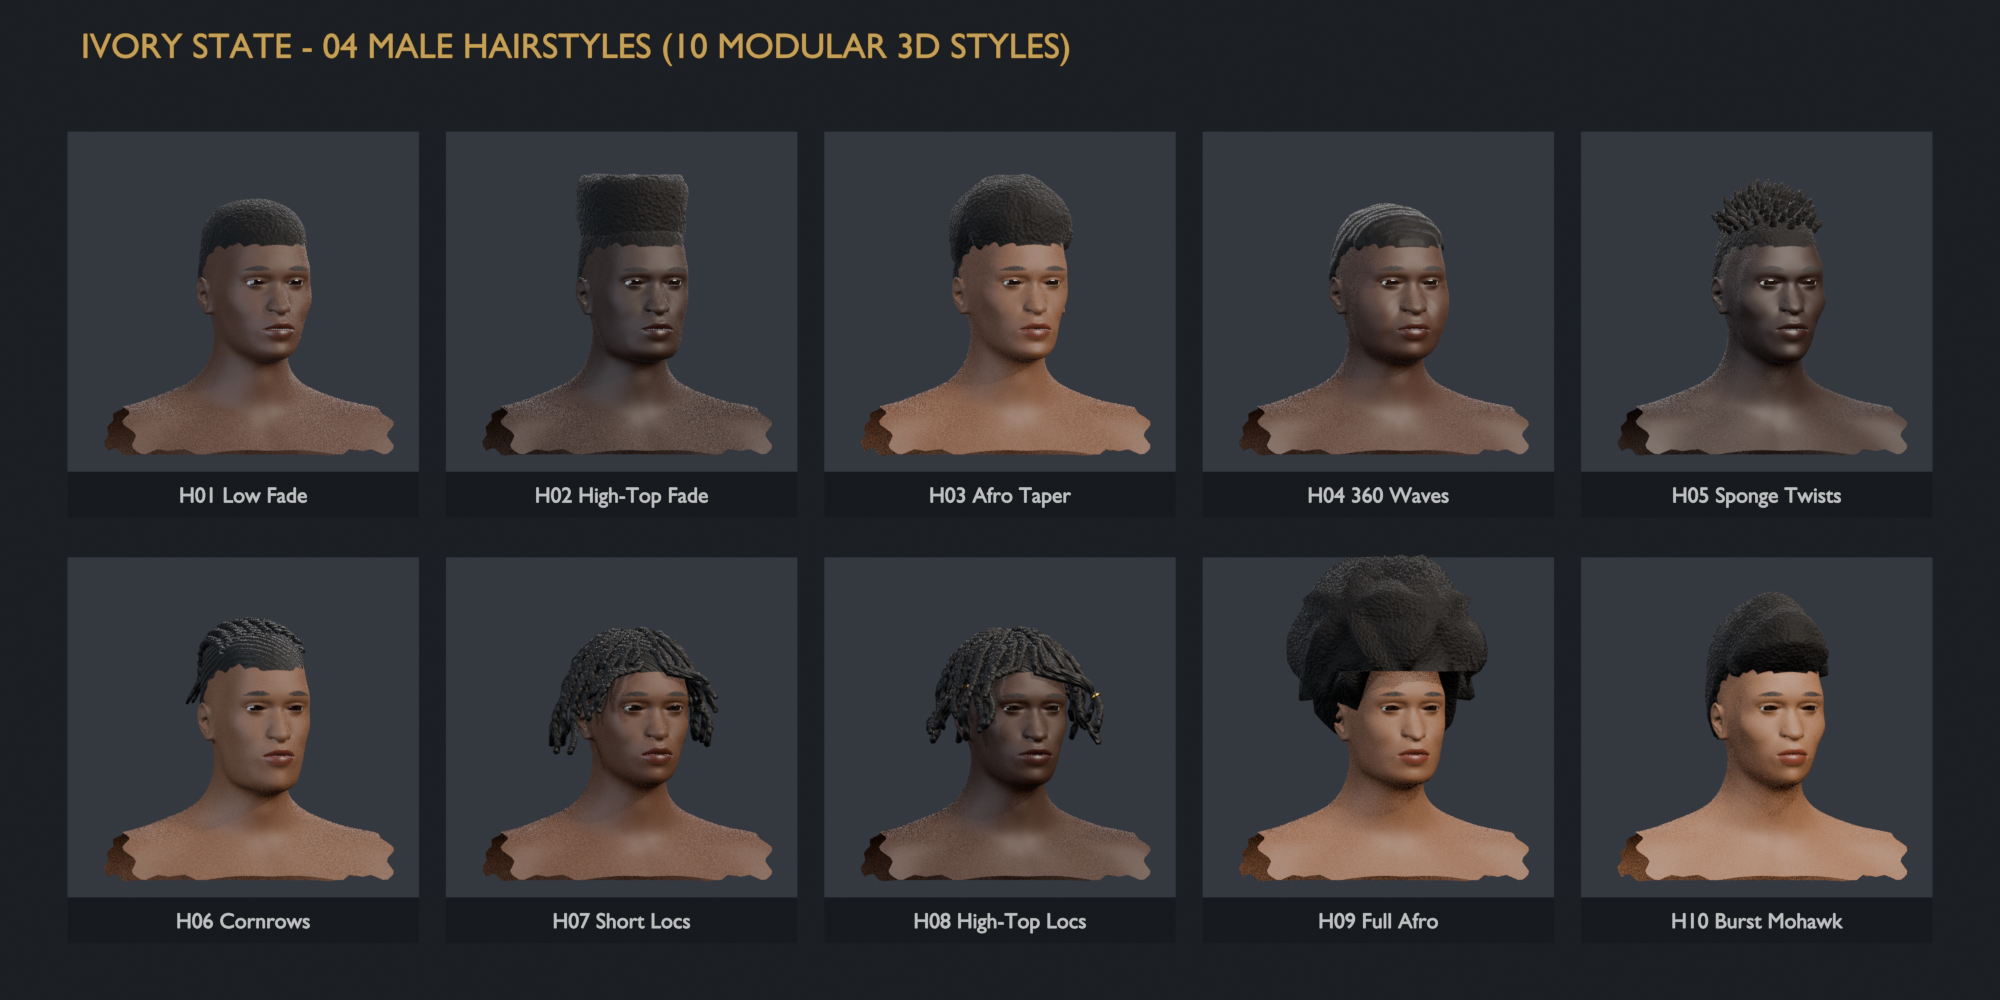 IVORY STATE - 04 MALE HAIRSTYLES (10 MODULAR 3D STYLES)
H01 Low Fade
H02 High-Top Fade
H03 Afro Taper
H04 360 Waves
H05 Sponge Twists
H06 Cornrows
H07 Short Locs
H08 High-Top Locs
H09 Full Afro
H10 Burst Mohawk